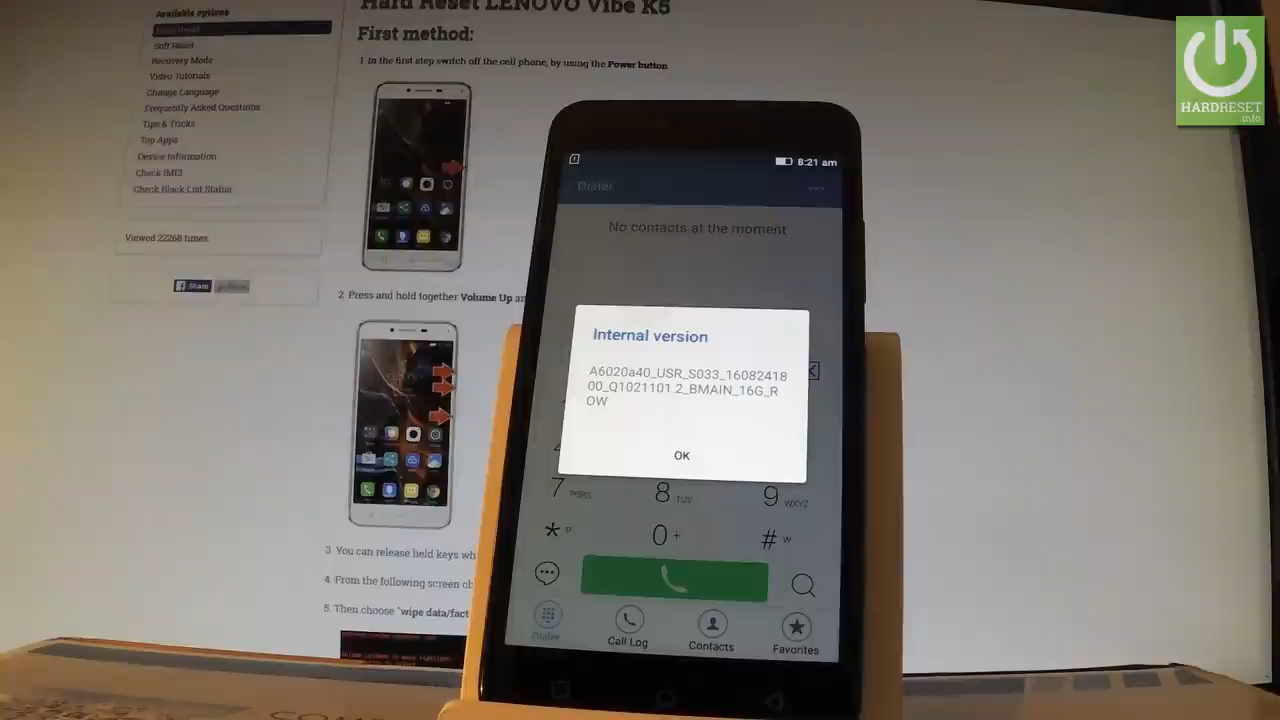 Hard Reset LENOVO Vibe K5
Available options
Soft Reset
Recovery Mode
Video Tutorials
Change Language
Frequently Asked Questions
Tips & Tricks
Top Apps
Device Information
Check IMEI
Check Black List Status
Viewed 22268 times
Share
First method:
1 In the first step switch off the cell phone, by using the Power button
2 Press and hold together Volume Up an
3 You can release held keys wh
4. From the following screen ch
5. Then choose "wipe data/fact
8:21 am
Dialer
No contacts at the moment
Internal version
A6020a40_USR_S033_16082418
00_Q1021101.2_BMAIN_16G_R
OW
OK
7 PQRS 8 TUV 9 WXYZ
* P 0 + # W
Dialer Call Log Contacts Favorites
HARDRESET
.info